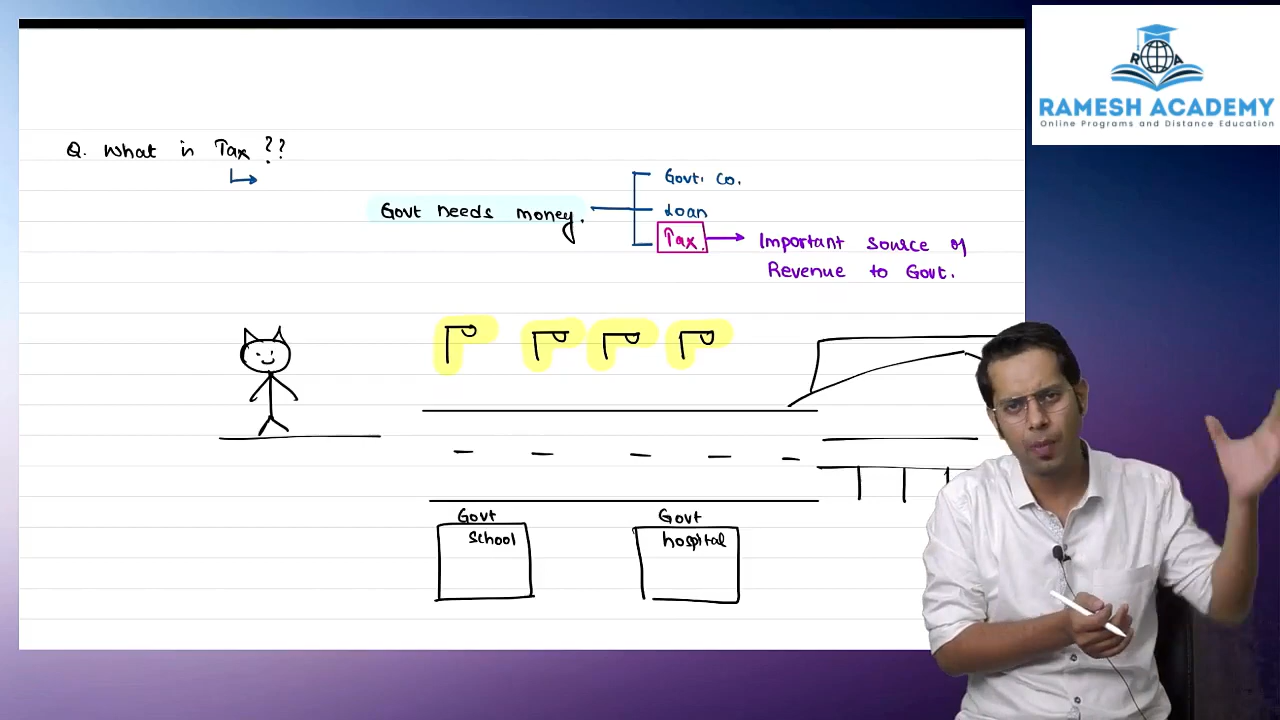 RAMESH ACADEMY
Online Programs and Distance Education
Q. What is Tax ??
Govt needs money.
Govt. Co.
Loan
Tax.
Important Source of
Revenue to Govt.
Govt
School
Govt
hospital